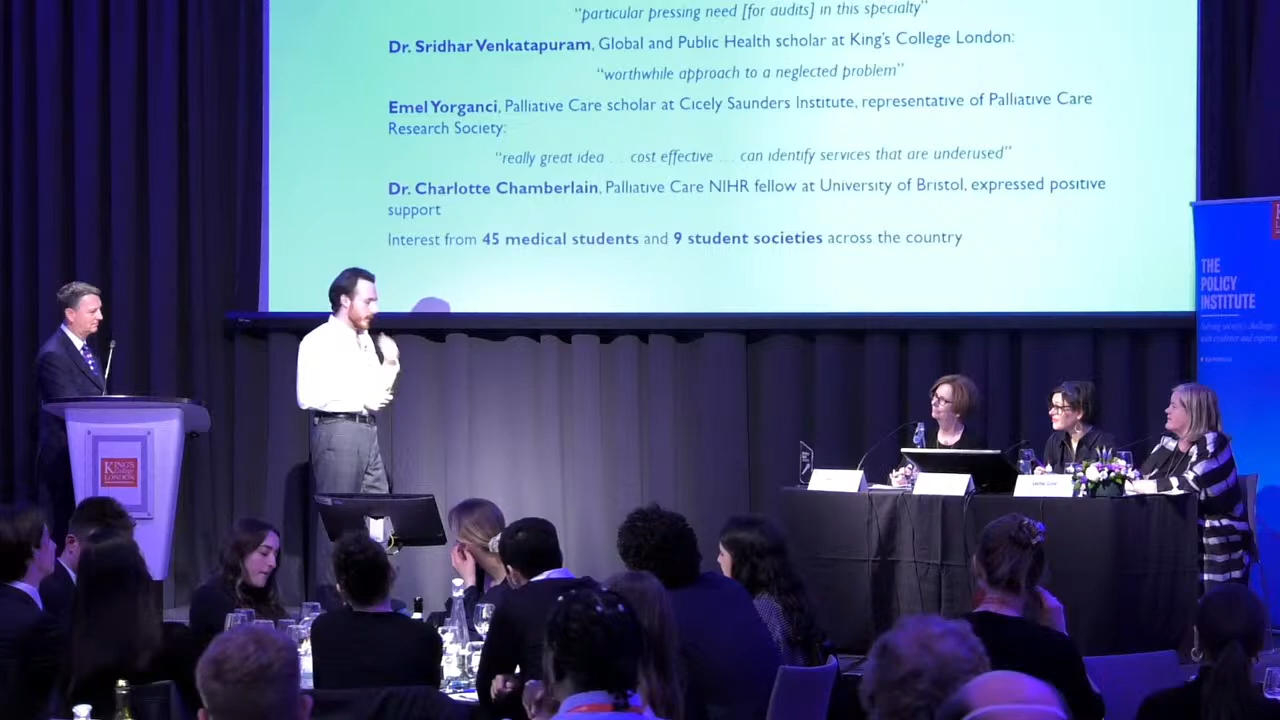 “particular pressing need [for audits] in this specialty”
Dr. Sridhar Venkatapuram, Global and Public Health scholar at King's College London:
“worthwhile approach to a neglected problem”
Emel Yorganci, Palliative Care scholar at Cicely Saunders Institute, representative of Palliative Care
Research Society:
“really great idea … cost effective … can identify services that are underused”
Dr. Charlotte Chamberlain, Palliative Care NIHR fellow at University of Bristol, expressed positive
support
Interest from 45 medical students and 9 student societies across the country
THE
POLICY
INSTITUTE
KING'S
College
LONDON